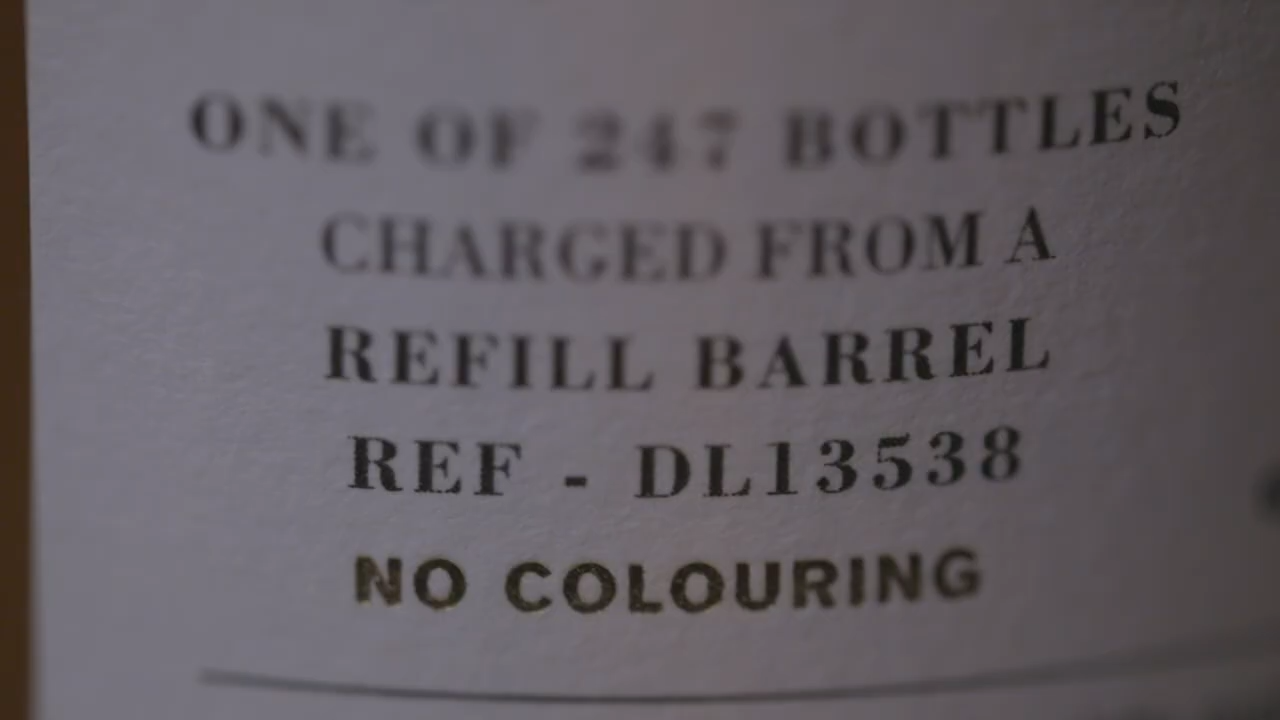 ONE OF 247 BOTTLES
CHARGED FROM A
REFILL BARREL
REF - DL13538
NO COLOURING